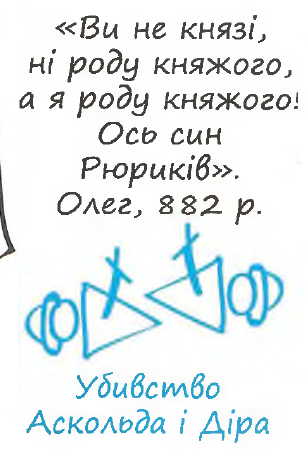 «Ви не князі,
ні роду княжого,
а я роду княжого!
Ось син
Рюриків».
Олег, 882 р.
Убивство
Аскольда і Діра